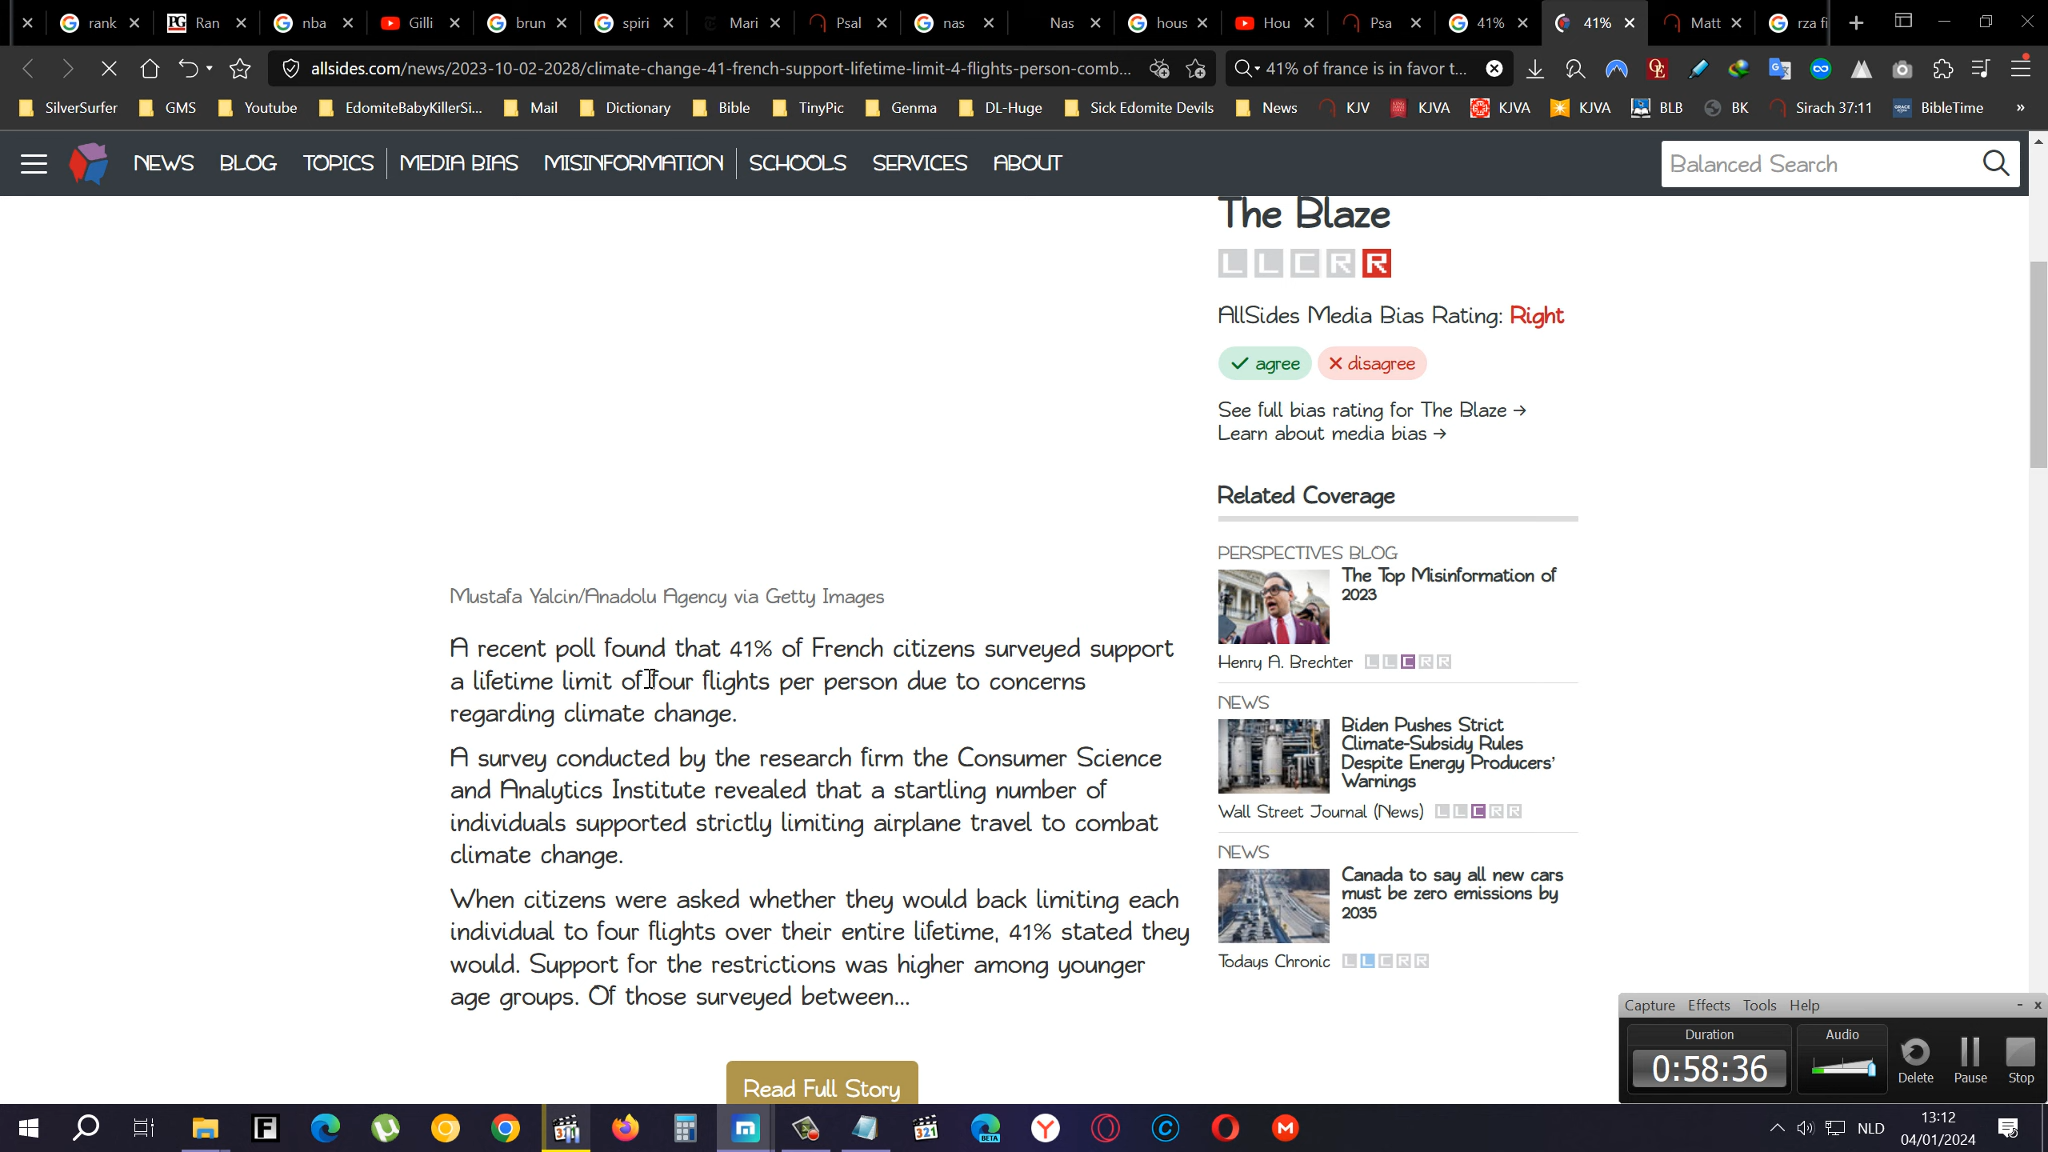 rank
Ran
nba
Gilli
brun
spiri
Mari
Psal
nas
Nas
hous
Hou
Psa
41%
41%
Matt
rza fi
allsides.com/news/2023-10-02-2028/climate-change-41-french-support-lifetime-limit-4-flights-person-comb...
41% of france is in favor t...
SilverSurfer
GMS
Youtube
EdomiteBabyKillerSi...
Mail
Dictionary
Bible
TinyPic
Genma
DL-Huge
Sick Edomite Devils
News
KJV
KJVA
KJVA
KJVA
BLB
BK
Sirach 37:11
BibleTime
NEWS
BLOG
TOPICS
MEDIA BIAS
MISINFORMATION
SCHOOLS
SERVICES
ABOUT
Balanced Search
The Blaze
L L C R R
AllSides Media Bias Rating: Right
agree
disagree
See full bias rating for The Blaze →
Learn about media bias →
Related Coverage
PERSPECTIVES BLOG
The Top Misinformation of
2023
Henry A. Brechter L L C R R
NEWS
Biden Pushes Strict
Climate-Subsidy Rules
Despite Energy Producers'
Warnings
Wall Street Journal (News) L L C R R
NEWS
Canada to say all new cars
must be zero emissions by
2035
Todays Chronic L L C R R
Mustafa Yalcin/Anadolu Agency via Getty Images
A recent poll found that 41% of French citizens surveyed support
a lifetime limit of four flights per person due to concerns
regarding climate change.
A survey conducted by the research firm the Consumer Science
and Analytics Institute revealed that a startling number of
individuals supported strictly limiting airplane travel to combat
climate change.
When citizens were asked whether they would back limiting each
individual to four flights over their entire lifetime, 41% stated they
would. Support for the restrictions was higher among younger
age groups. Of those surveyed between...
Read Full Story
Capture Effects Tools Help
Duration
0:58:36
Audio
Delete
Pause
Stop
NLD
13:12
04/01/2024